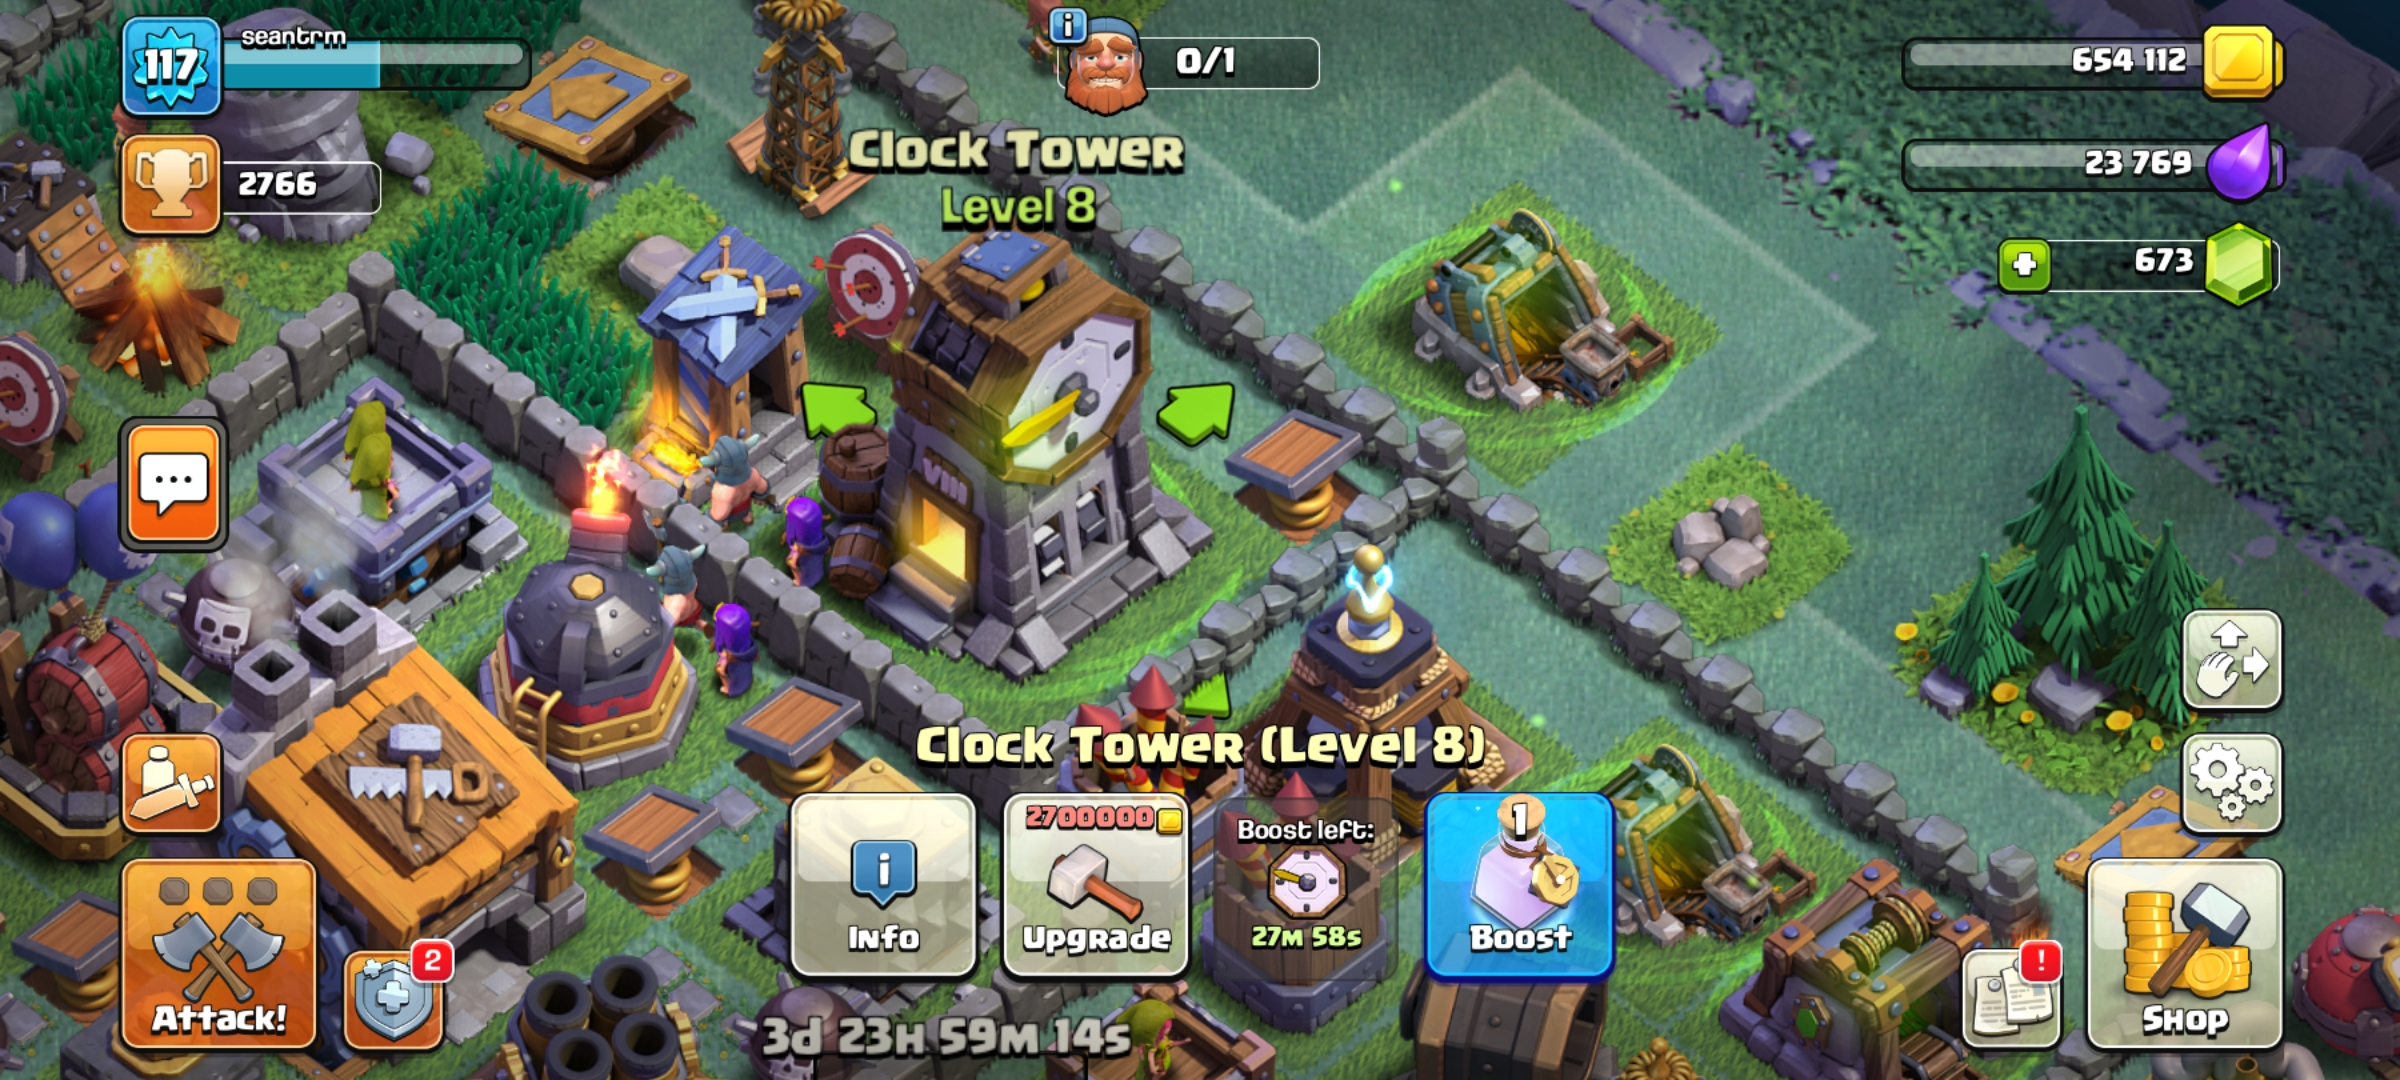 117
seantrm
0/1
654 112
Clock Tower
2766
23 769
Level 8
673
VIII
Clock Tower (Level 8)
2700000
1
Boost left:
Info
Upgrade
27m 58s
Boost
2
!
Attack!
3d 23h 59m 14s
Shop